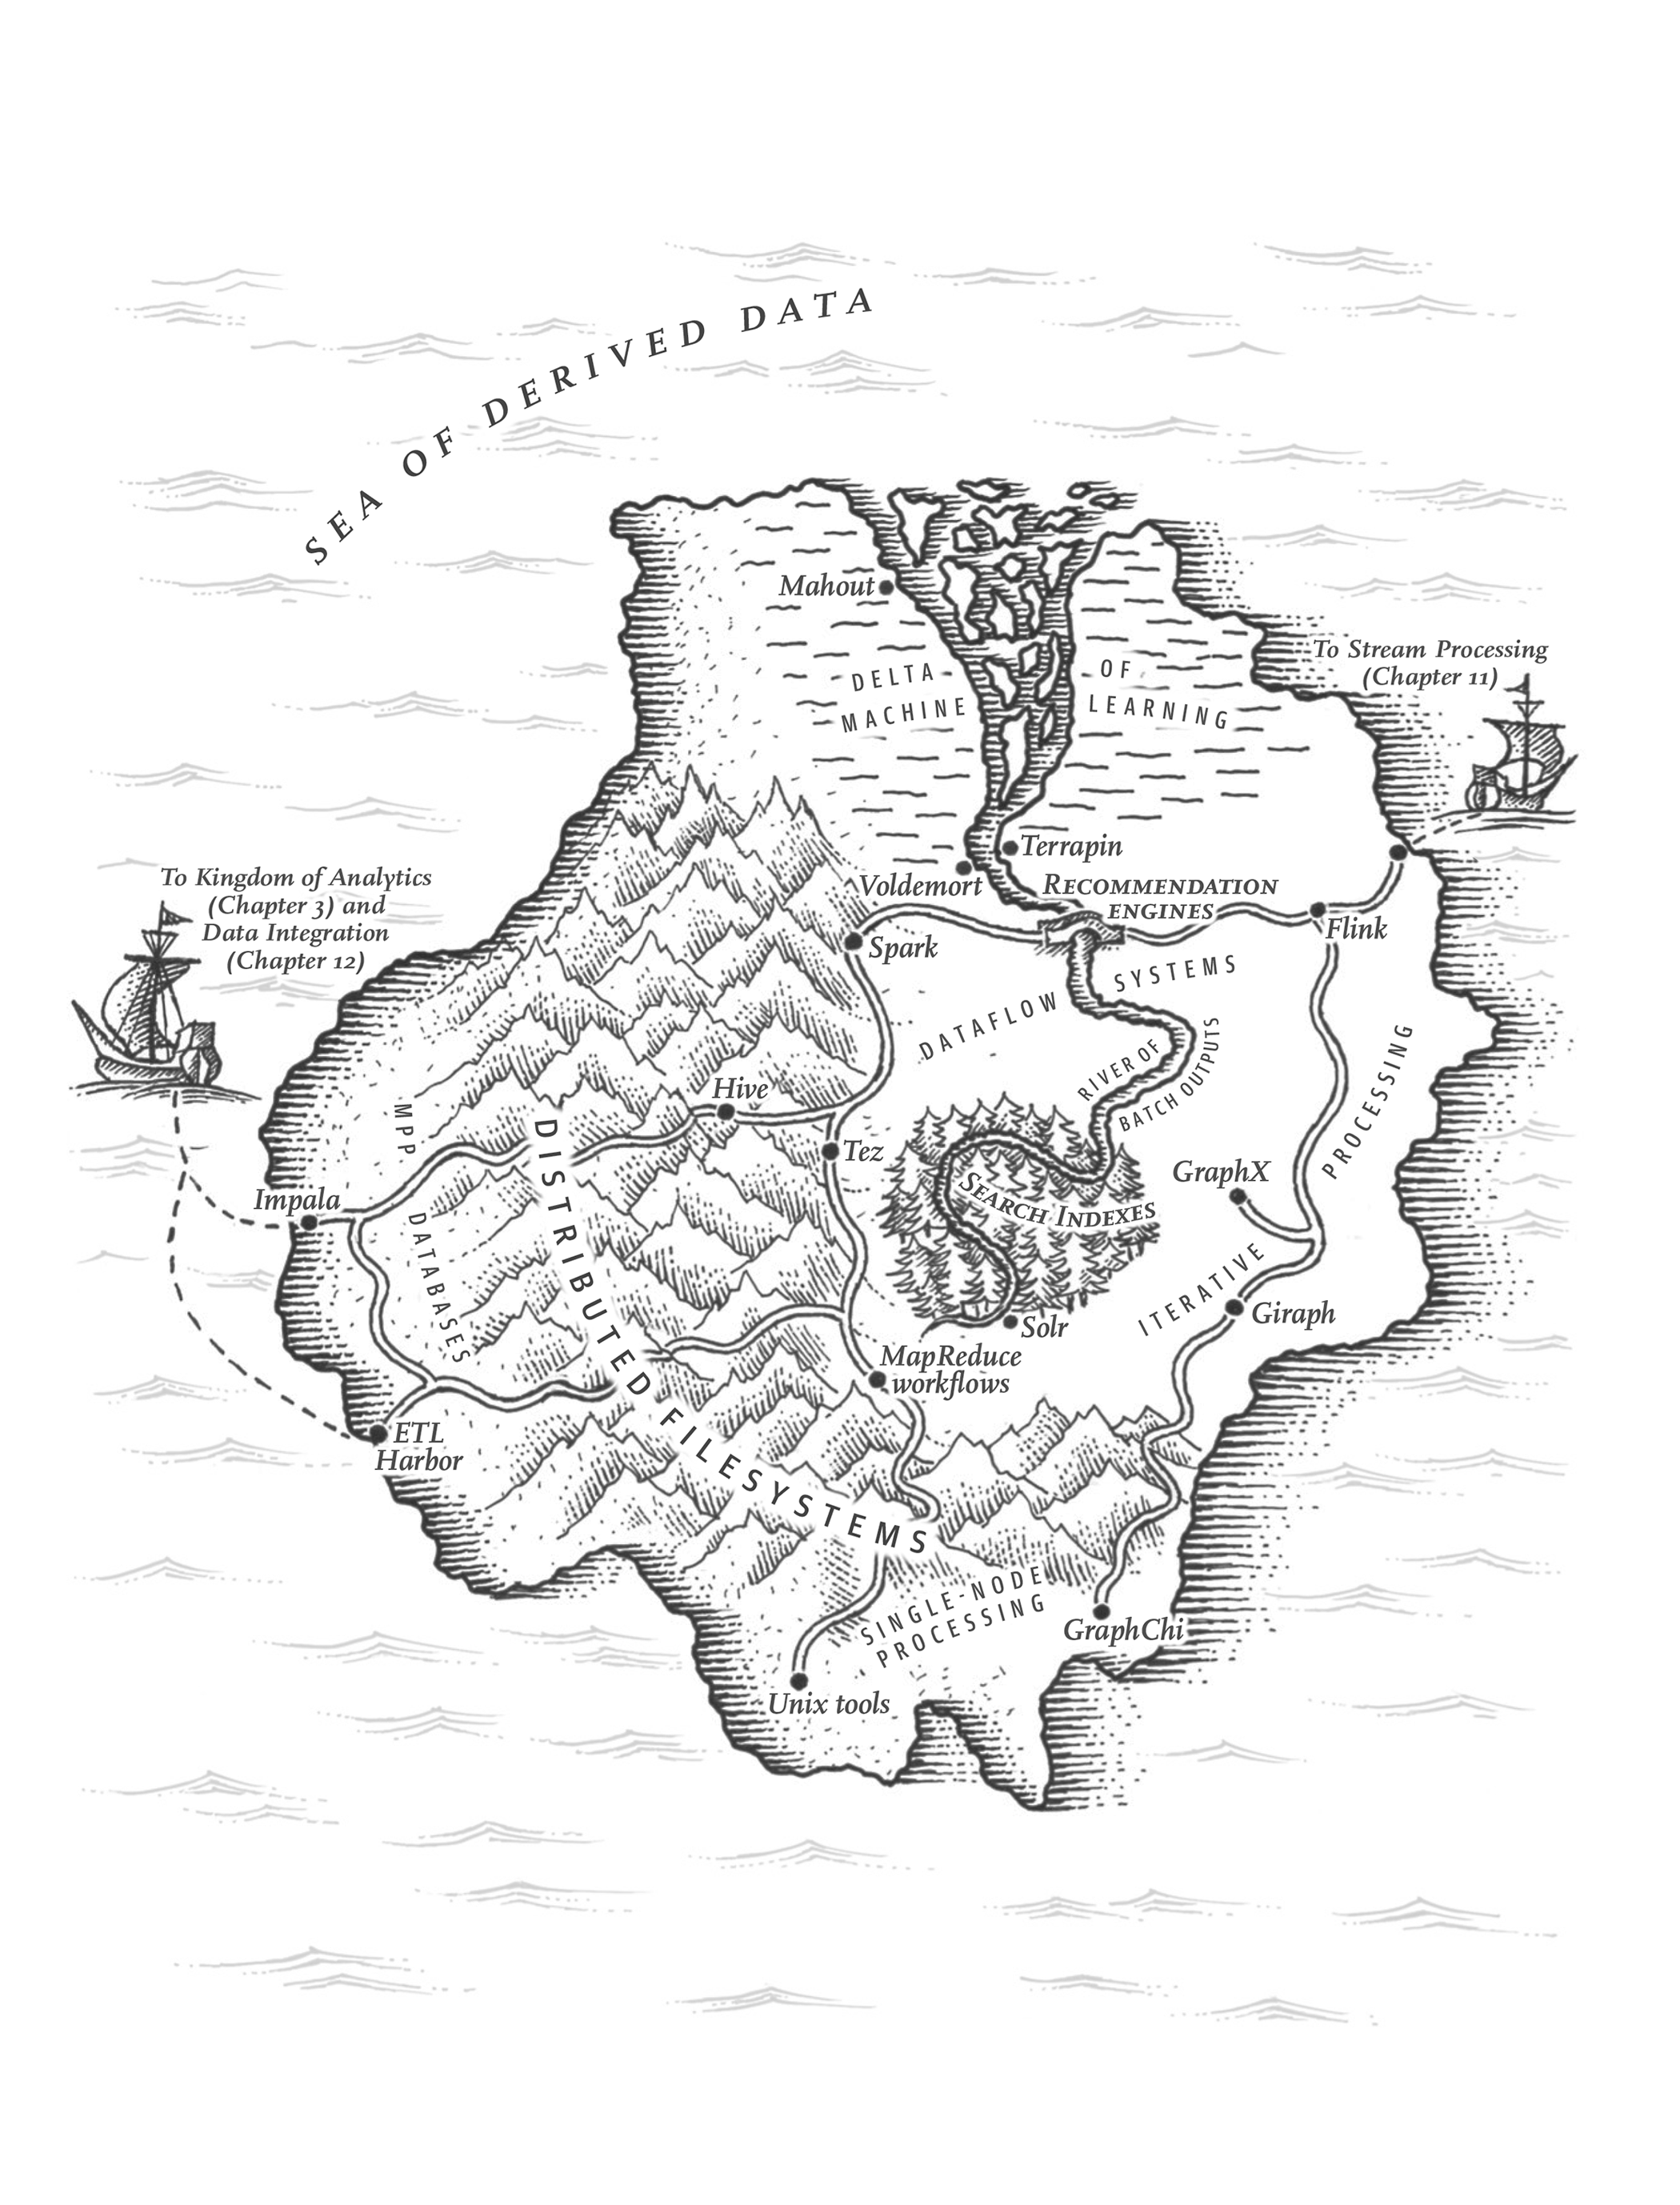 SEA OF DERIVED DATA
Mahout
To Stream Processing
(Chapter 11)
DELTA OF
MACHINE LEARNING
Terrapin
Voldemort
To Kingdom of Analytics
(Chapter 3) and
Data Integration
(Chapter 12)
RECOMMENDATION
ENGINES
Flink
Spark
DATAFLOW SYSTEMS
RIVER OF
BATCH OUTPUTS
Hive
MPP DATABASES
DISTRIBUTED FILESYSTEMS
Tez
GraphX
ITERATIVE PROCESSING
Impala
SEARCH INDEXES
Giraph
Solr
MapReduce
workflows
ETL
Harbor
SINGLE-NODE
PROCESSING
GraphChi
Unix tools